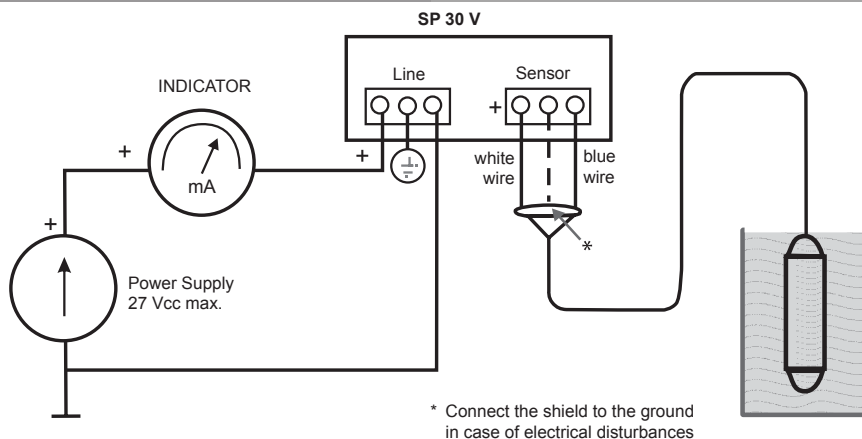 SP 30 V
Line
Sensor
INDICATOR
+
+
+
white
wire
blue
wire
mA
+
*
Power Supply
27 Vcc max.
* Connect the shield to the ground
in case of electrical disturbances